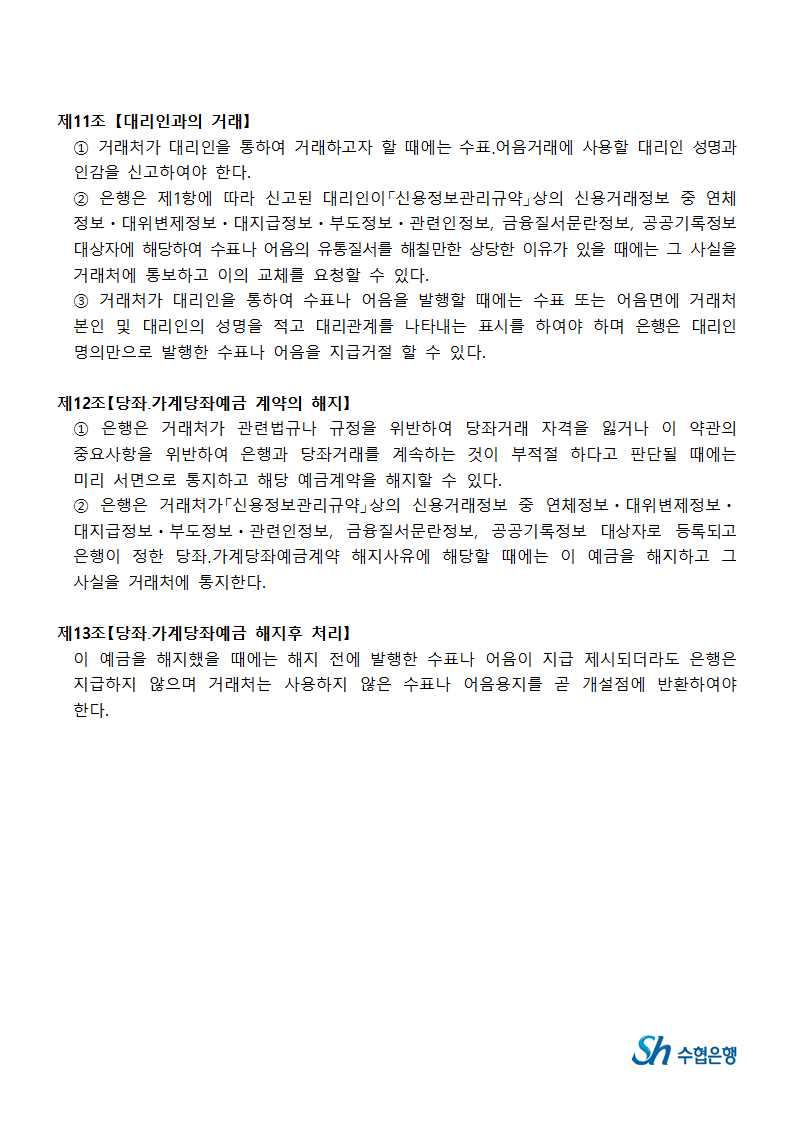 제11조【대리인과의 거래】
① 거래처가 대리인을 통하여 거래하고자 할 때에는 수표.어음거래에 사용할 대리인 성명과
인감을 신고하여야 한다.
② 은행은 제1항에 따라 신고된 대리인이「신용정보관리규약」상의 신용거래정보 중 연체
정보・대위변제정보・대지급정보・부도정보・관련인정보, 금융질서문란정보, 공공기록정보
대상자에 해당하여 수표나 어음의 유통질서를 해칠만한 상당한 이유가 있을 때에는 그 사실을
거래처에 통보하고 이의 교체를 요청할 수 있다.
③ 거래처가 대리인을 통하여 수표나 어음을 발행할 때에는 수표 또는 어음면에 거래처
본인 및 대리인의 성명을 적고 대리관계를 나타내는 표시를 하여야 하며 은행은 대리인
명의만으로 발행한 수표나 어음을 지급거절 할 수 있다.
제12조【당좌.가계당좌예금 계약의 해지】
① 은행은 거래처가 관련법규나 규정을 위반하여 당좌거래 자격을 잃거나 이 약관의
중요사항을 위반하여 은행과 당좌거래를 계속하는 것이 부적절 하다고 판단될 때에는
미리 서면으로 통지하고 해당 예금계약을 해지할 수 있다.
② 은행은 거래처가「신용정보관리규약」상의 신용거래정보 중 연체정보・대위변제정보・
대지급정보・부도정보・관련인정보, 금융질서문란정보, 공공기록정보 대상자로 등록되고
은행이 정한 당좌.가계당좌예금계약 해지사유에 해당할 때에는 이 예금을 해지하고 그
사실을 거래처에 통지한다.
제13조【당좌.가계당좌예금 해지후 처리】
이 예금을 해지했을 때에는 해지 전에 발행한 수표나 어음이 지급 제시되더라도 은행은
지급하지 않으며 거래처는 사용하지 않은 수표나 어음용지를 곧 개설점에 반환하여야
한다.
Sh 수협은행